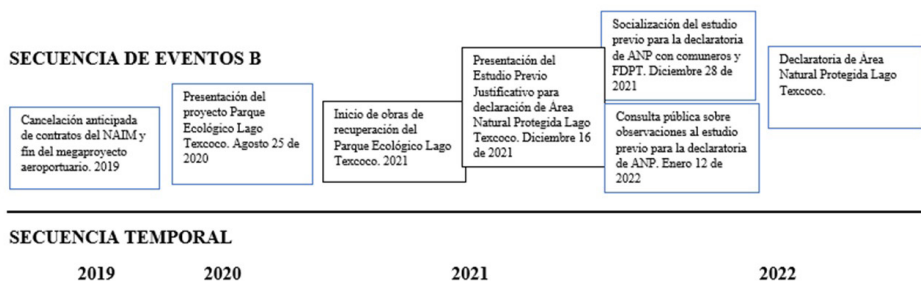 SECUENCIA DE EVENTOS B
Cancelación anticipada
de contratos del NAIM y
fin del megaproyecto
aeroportuario. 2019
Presentación del
proyecto Parque
Ecológico Lago
Texcoco. Agosto 25 de
2020
Inicio de obras de
recuperación del
Parque Ecológico Lago
Texcoco. 2021
Presentación del
Estudio Previo
Justificativo para
declaración de Área
Natural Protegida Lago
Texcoco. Diciembre 16
de 2021
Socialización del estudio
previo para la declaratoria
de ANP con comuneros y
FDPT. Diciembre 28 de
2021
Consulta pública sobre
observaciones al estudio
previo para la declaratoria
de ANP. Enero 12 de
2022
Declaratoria de Área
Natural Protegida Lago
Texcoco.
SECUENCIA TEMPORAL
2019 2020 2021 2022